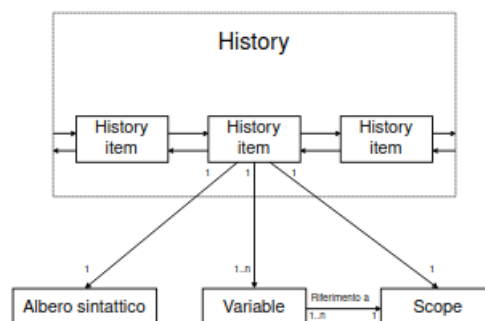 History
History item
History item
History item
1 1 1
1 1..n 1
Albero sintattico
Variable
Riferimento a
1..n 1
Scope